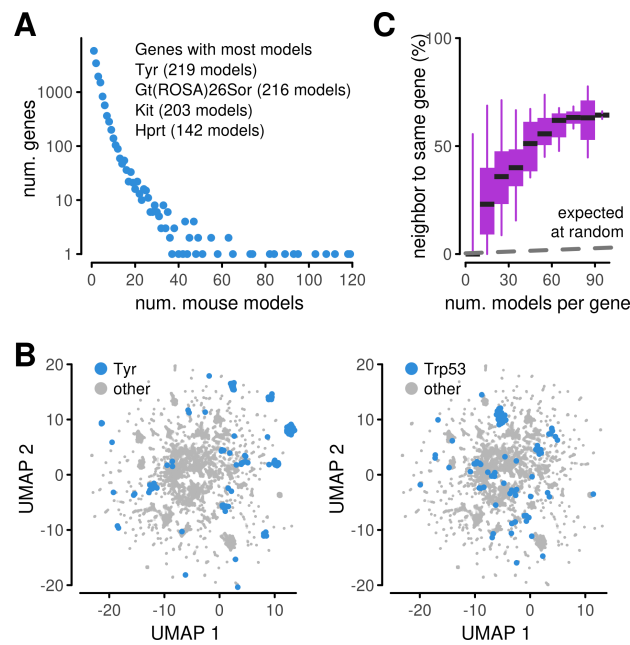 A
Genes with most models
Tyr (219 models)
Gt(ROSA)26Sor (216 models)
Kit (203 models)
Hprt (142 models)
num. genes
1000
100
10
1
0 20 40 60 80 100 120
num. mouse models
C
neighbor to same gene (%)
100
50
0
expected
at random
0 30 60 90
num. models per gene
B
Tyr
other
UMAP 2
20
10
0
-10
-20
-20 -10 0 10
UMAP 1
Trp53
other
UMAP 2
20
10
0
-10
-20
-20 -10 0 10
UMAP 1